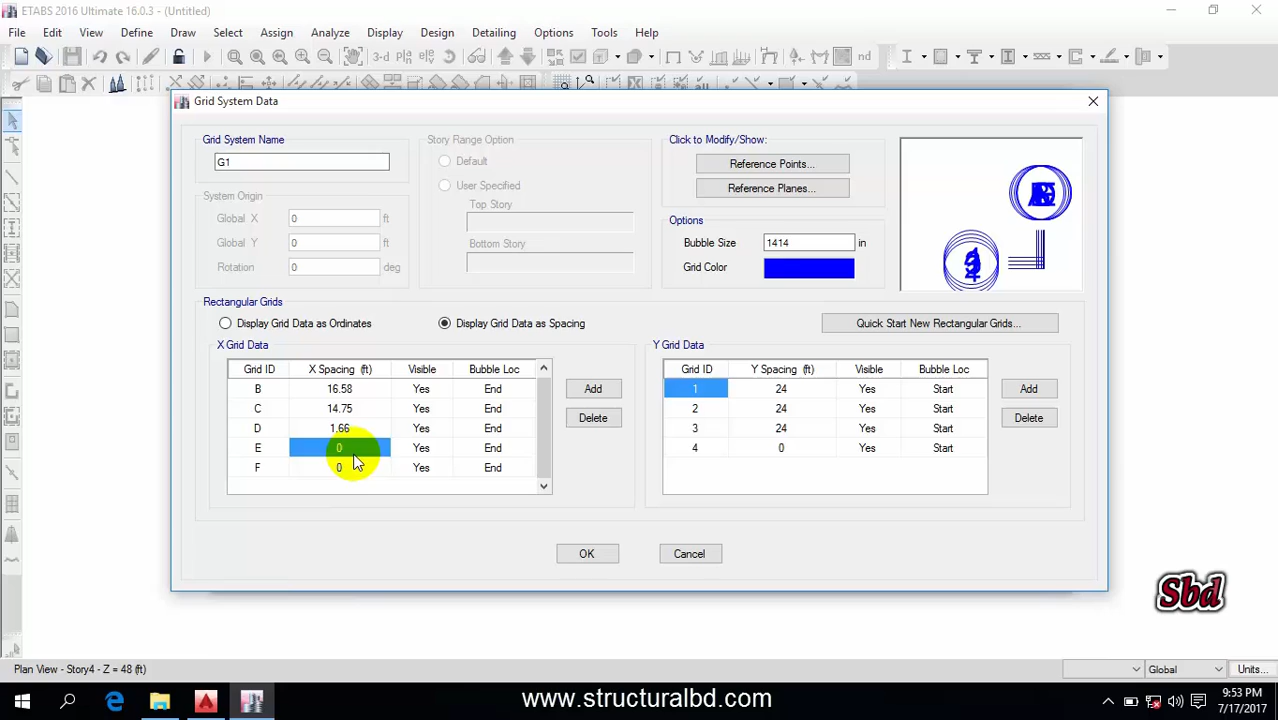 ETABS 2016 Ultimate 16.0.3 - (Untitled)
File Edit View Define Draw Select Assign Analyze Display Design Detailing Options Tools Help
3-d pla ele nd
Grid System Data
Grid System Name
G1
System Origin
Global X 0 ft
Global Y 0 ft
Rotation 0 deg
Story Range Option
Default
User Specified
Top Story
Bottom Story
Click to Modify/Show:
Reference Points...
Reference Planes...
Options
Bubble Size 1414 in
Grid Color
Rectangular Grids
Display Grid Data as Ordinates Display Grid Data as Spacing Quick Start New Rectangular Grids...
X Grid Data
Grid ID X Spacing (ft) Visible Bubble Loc
B 16.58 Yes End
C 14.75 Yes End
D 1.66 Yes End
E 0 Yes End
F 0 Yes End
Add
Delete
Y Grid Data
Grid ID Y Spacing (ft) Visible Bubble Loc
1 24 Yes Start
2 24 Yes Start
3 24 Yes Start
4 0 Yes Start
Add
Delete
OK Cancel
Sbd
Plan View - Story4 - Z = 48 (ft) Global Units...
www.structuralbd.com
9:53 PM
7/17/2017